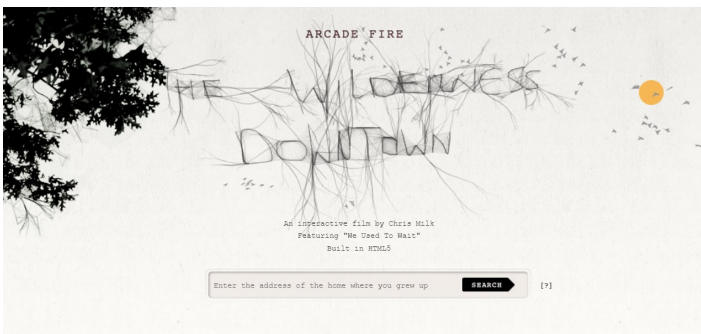 ARCADE FIRE
THE WILDERNESS
DOWNTOWN
An interactive film by Chris Milk
Featuring "We Used To Wait"
Built in HTML5
Enter the address of the home where you grew up
SEARCH
[?]